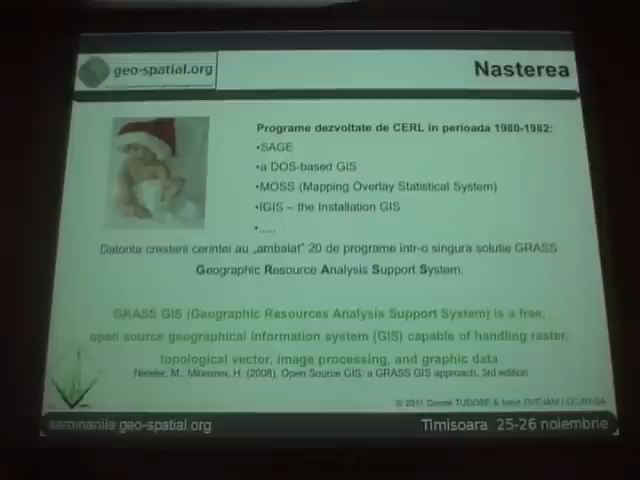 geo-spatial.org
Nasterea
Programe dezvoltate de CERL in perioada 1980-1982:
•SAGE
•a DOS-based GIS
•MOSS (Mapping Overlay Statistical System)
•IGIS – the Installation GIS
•.....
Datorita cresterii cerintei au „ambalat” 20 de programe intr-o singura solutie GRASS
Geographic Resource Analysis Support System.
GRASS GIS (Geographic Resources Analysis Support System) is a free,
open source geographical information system (GIS) capable of handling raster,
topological vector, image processing, and graphic data
Neteler, M., Mitasova, H. (2008), Open Source GIS: a GRASS GIS approach, 3rd edition
© 2011 Cornel TUDOSE &
seminariile.geo-spatial.org
Timisoara, 25-26 noiembrie